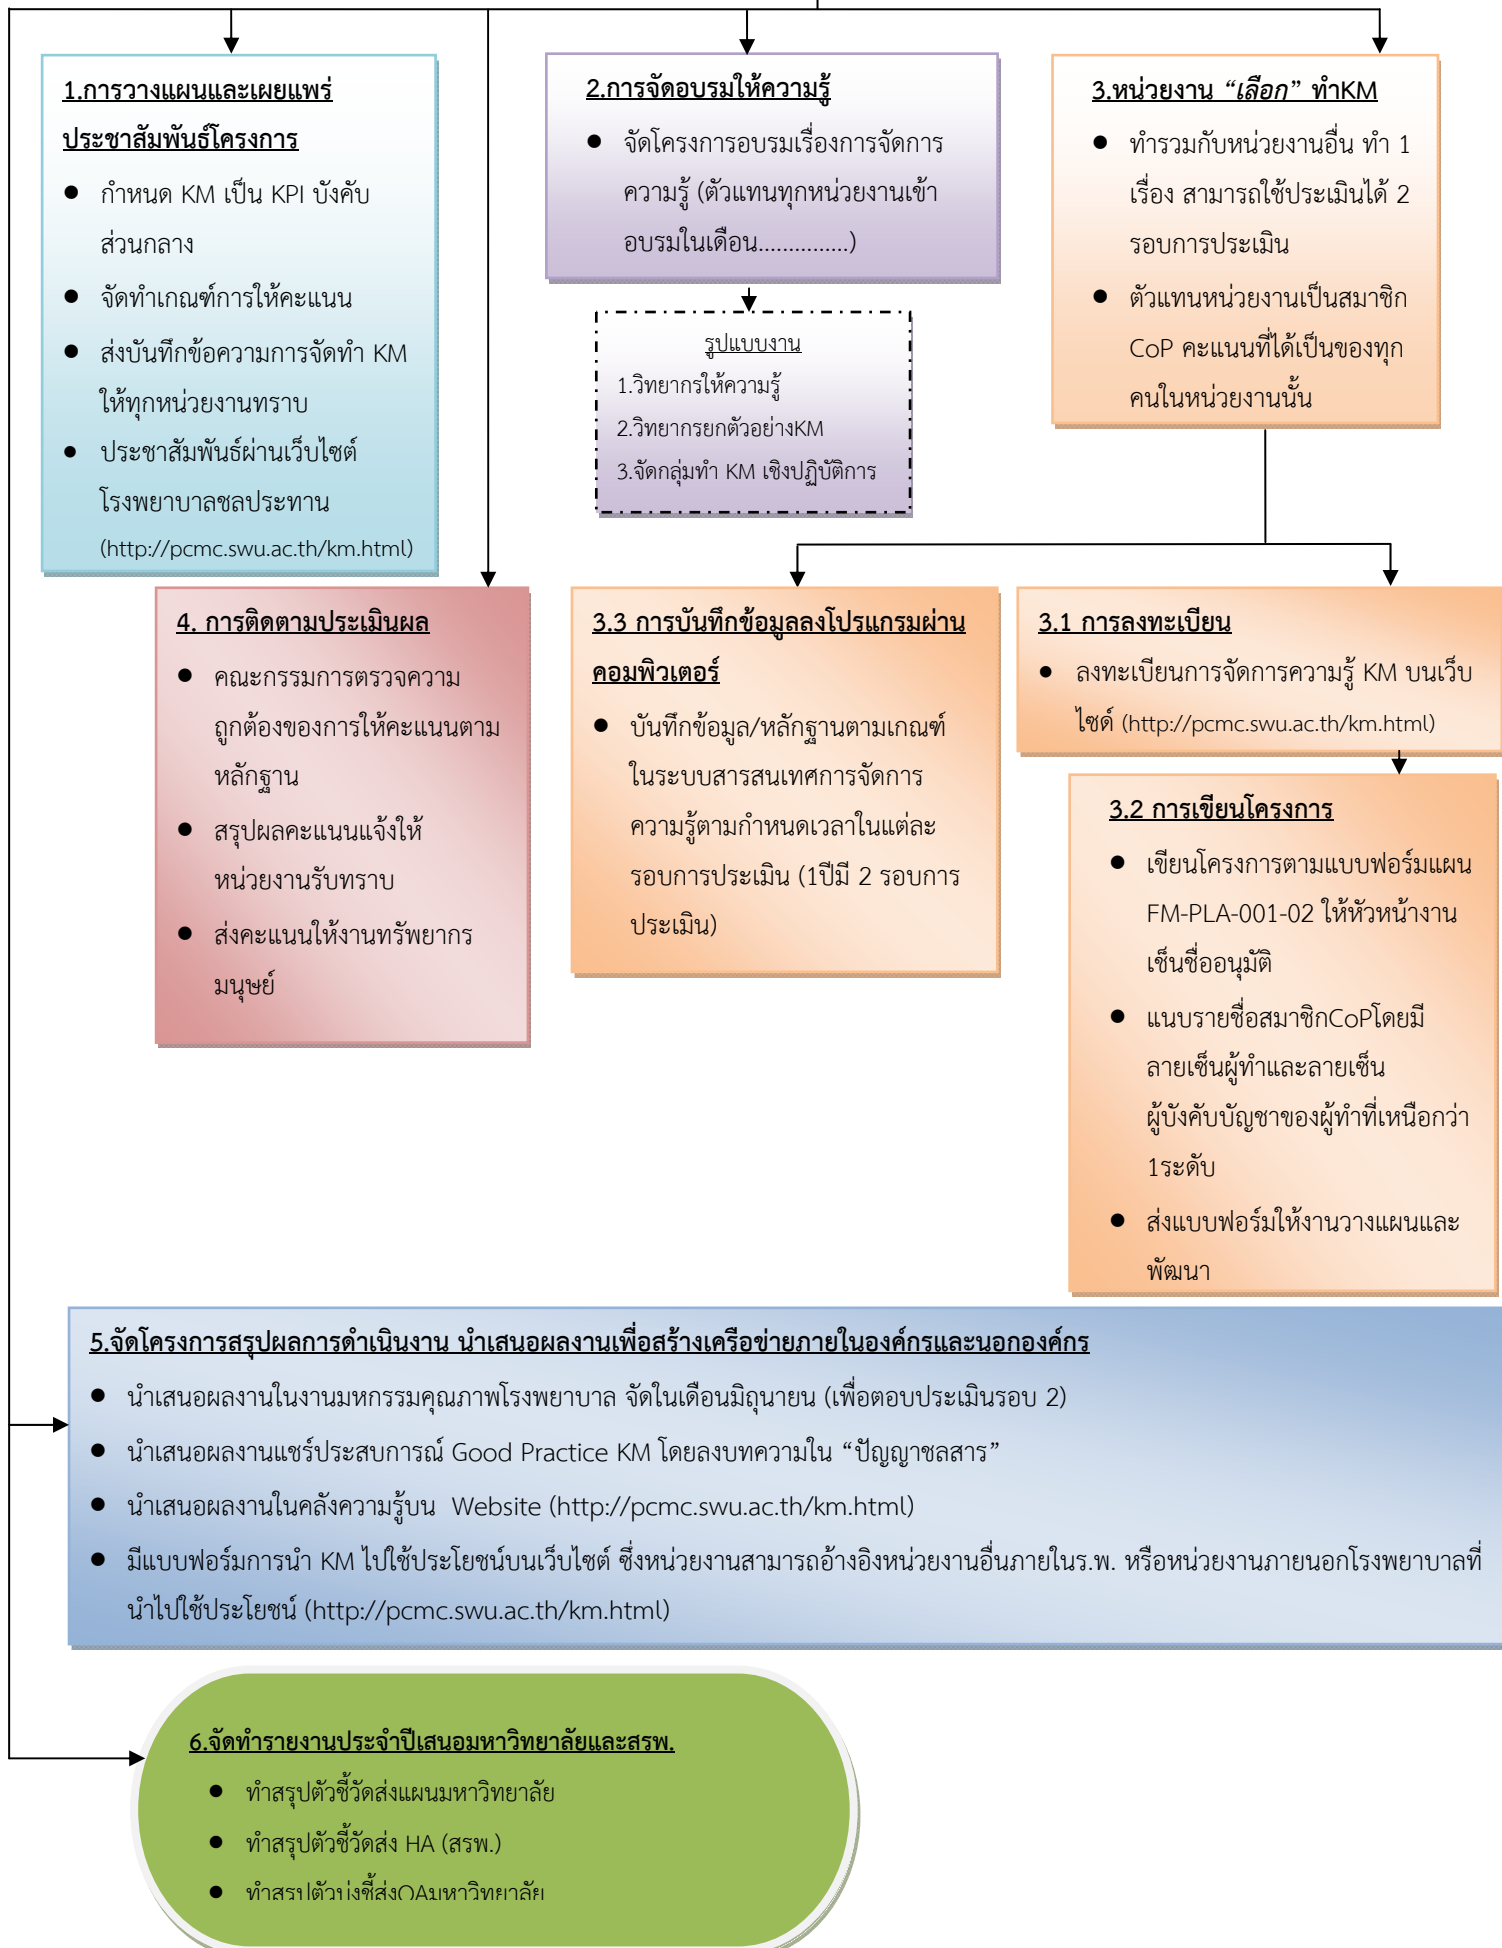 1.การวางแผนและเผยแพร่
ประชาสัมพันธ์โครงการ
● กำหนด KM เป็น KPI บังคับ
ส่วนกลาง
● จัดทำเกณฑ์การให้คะแนน
● ส่งบันทึกข้อความการจัดทำ KM
ให้ทุกหน่วยงานทราบ
● ประชาสัมพันธ์ผ่านเว็บไซต์
โรงพยาบาลชลประทาน
(http://pcmc.swu.ac.th/km.html)
2.การจัดอบรมให้ความรู้
● จัดโครงการอบรมเรื่องการจัดการ
ความรู้ (ตัวแทนทุกหน่วยงานเข้า
อบรมในเดือน...............)
รูปแบบงาน
1.วิทยากรให้ความรู้
2.วิทยากรยกตัวอย่างKM
3.จัดกลุ่มทำ KM เชิงปฏิบัติการ
3.หน่วยงาน “เลือก” ทำKM
● ทำรวมกับหน่วยงานอื่น ทำ 1
เรื่อง สามารถใช้ประเมินได้ 2
รอบการประเมิน
● ตัวแทนหน่วยงานเป็นสมาชิก
CoP คะแนนที่ได้เป็นของทุก
คนในหน่วยงานนั้น
4. การติดตามประเมินผล
● คณะกรรมการตรวจความ
ถูกต้องของการให้คะแนนตาม
หลักฐาน
● สรุปผลคะแนนแจ้งให้
หน่วยงานรับทราบ
● ส่งคะแนนให้งานทรัพยากร
มนุษย์
3.3 การบันทึกข้อมูลลงโปรแกรมผ่าน
คอมพิวเตอร์
● บันทึกข้อมูล/หลักฐานตามเกณฑ์
ในระบบสารสนเทศการจัดการ
ความรู้ตามกำหนดเวลาในแต่ละ
รอบการประเมิน (1ปีมี 2 รอบการ
ประเมิน)
3.1 การลงทะเบียน
● ลงทะเบียนการจัดการความรู้ KM บนเว็บ
ไซด์ (http://pcmc.swu.ac.th/km.html)
3.2 การเขียนโครงการ
● เขียนโครงการตามแบบฟอร์มแผน
FM-PLA-001-02 ให้หัวหน้างาน
เซ็นชื่ออนุมัติ
● แนบรายชื่อสมาชิกCoPโดยมี
ลายเซ็นผู้ทำและลายเซ็น
ผู้บังคับบัญชาของผู้ทำที่เหนือกว่า
1ระดับ
● ส่งแบบฟอร์มให้งานวางแผนและ
พัฒนา
5.จัดโครงการสรุปผลการดำเนินงาน นำเสนอผลงานเพื่อสร้างเครือข่ายภายในองค์กรและนอกองค์กร
● นำเสนอผลงานในงานมหกรรมคุณภาพโรงพยาบาล จัดในเดือนมิถุนายน (เพื่อตอบประเมินรอบ 2)
● นำเสนอผลงานแชร์ประสบการณ์ Good Practice KM โดยลงบทความใน “ปัญญาชลสาร”
● นำเสนอผลงานในคลังความรู้บน Website (http://pcmc.swu.ac.th/km.html)
● มีแบบฟอร์มการนำ KM ไปใช้ประโยชน์บนเว็บไซต์ ซึ่งหน่วยงานสามารถอ้างอิงหน่วยงานอื่นภายในร.พ. หรือหน่วยงานภายนอกโรงพยาบาลที่
นำไปใช้ประโยชน์ (http://pcmc.swu.ac.th/km.html)
6.จัดทำรายงานประจำปีเสนอมหาวิทยาลัยและสรพ.
● ทำสรุปตัวชี้วัดส่งแผนมหาวิทยาลัย
● ทำสรุปตัวชี้วัดส่ง HA (สรพ.)
● ทำสรุปตัวบ่งชี้ส่งQAมหาวิทยาลัย